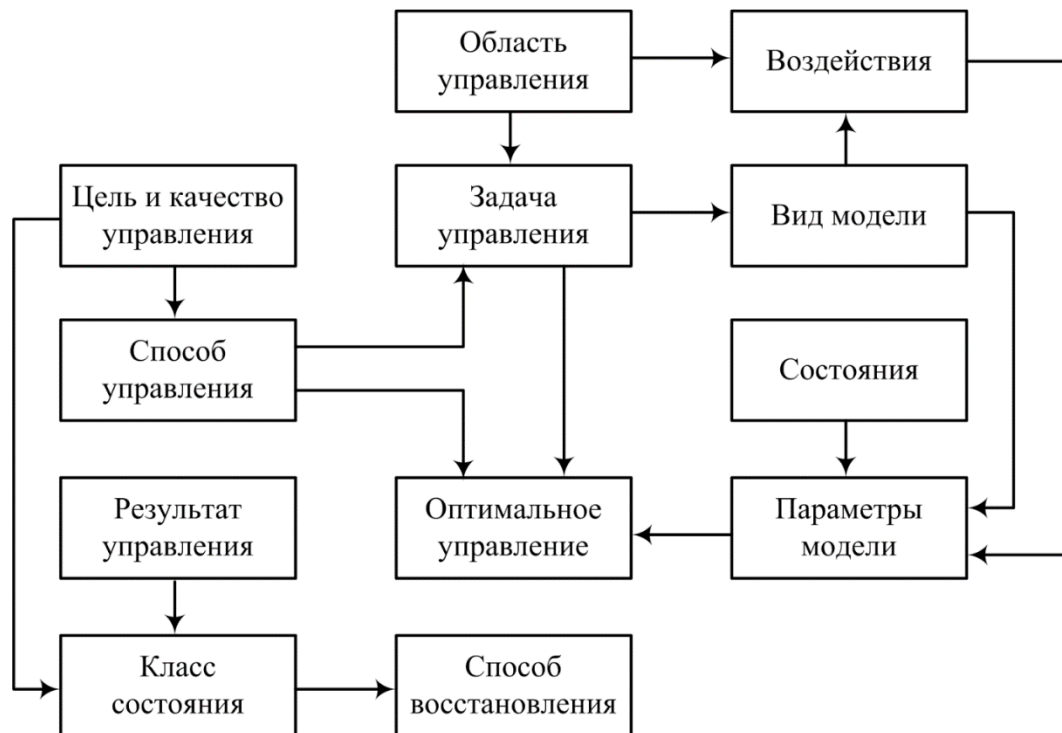 Область
управления
Воздействия
Цель и качество
управления
Задача
управления
Вид модели
Способ
управления
Состояния
Результат
управления
Оптимальное
управление
Параметры
модели
Класс
состояния
Способ
восстановления